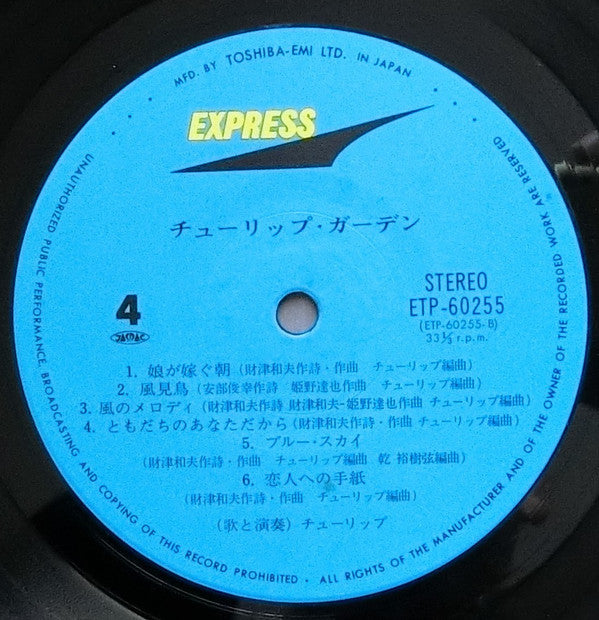 MFD. BY TOSHIBA-EMI LTD. IN JAPAN
EXPRESS
チューリップ・ガーデン
STEREO
4
ETP-60255
(ETP-60255-B)
JASRAC
33⅓ r.p.m.
1. 娘が嫁ぐ朝(財津和夫作詩・作曲 チューリップ編曲)
2. 風見鳥(安部俊幸作詩 姫野達也作曲 チューリップ編曲)
3. 風のメロディ(財津和夫作詩 財津和夫-姫野達也作曲 チューリップ編曲)
4. ともだちのあなただから(財津和夫作詩・作曲 チューリップ編曲)
5. ブルー・スカイ
(財津和夫作詩・作曲 チューリップ編曲 乾 裕樹弦編曲)
6. 恋人への手紙
(財津和夫作詩・作曲 チューリップ編曲)
(歌と演奏)チューリップ
UNAUTHORIZED PUBLIC PERFORMANCE, BROADCASTING AND COPYING OF THIS RECORD PROHIBITED • ALL RIGHTS OF THE MANUFACTURER AND OF THE OWNER OF THE RECORDED WORK ARE RESERVED